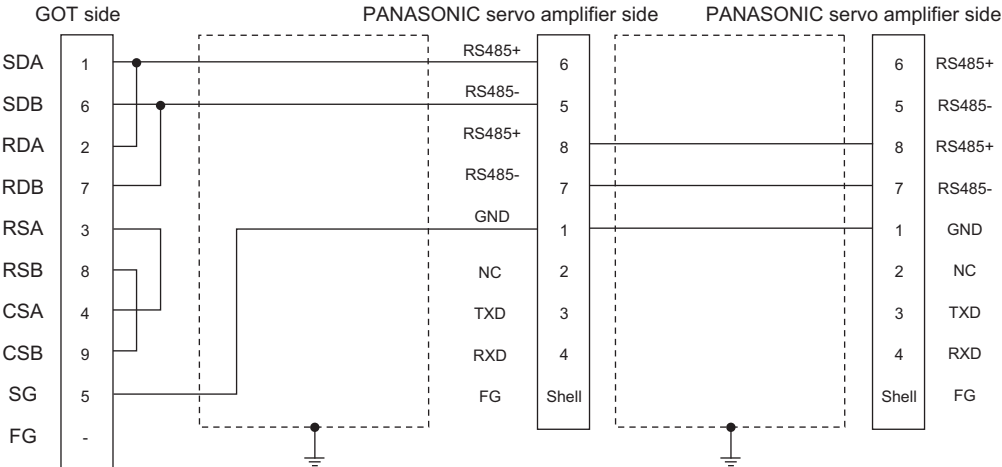 GOT side PANASONIC servo amplifier side PANASONIC servo amplifier side
SDA 1 RS485+ 6 6 RS485+
SDB 6 RS485- 5 5 RS485-
RDA 2 RS485+ 8 8 RS485+
RDB 7 RS485- 7 7 RS485-
RSA 3 GND 1 1 GND
RSB 8 NC 2 2 NC
CSA 4 TXD 3 3 TXD
CSB 9 RXD 4 4 RXD
SG 5 FG Shell Shell FG
FG -